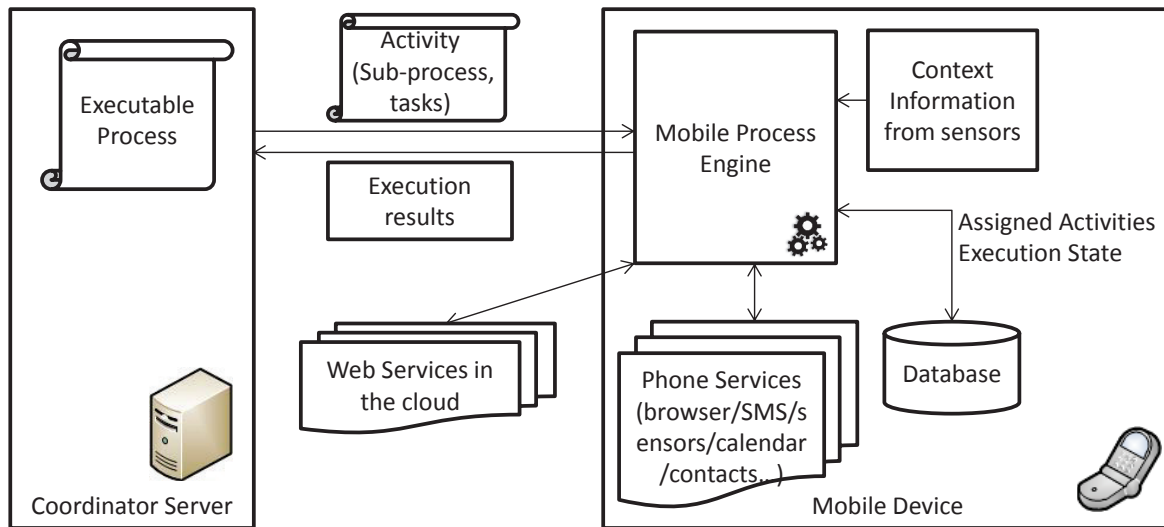 Executable
Process
Coordinator Server
Activity
(Sub-process,
tasks)
Execution
results
Web Services in
the cloud
Mobile Process
Engine
Context
Information
from sensors
Assigned Activities
Execution State
Phone Services
(browser/SMS/s
ensors/calendar
/contacts...)
Database
Mobile Device